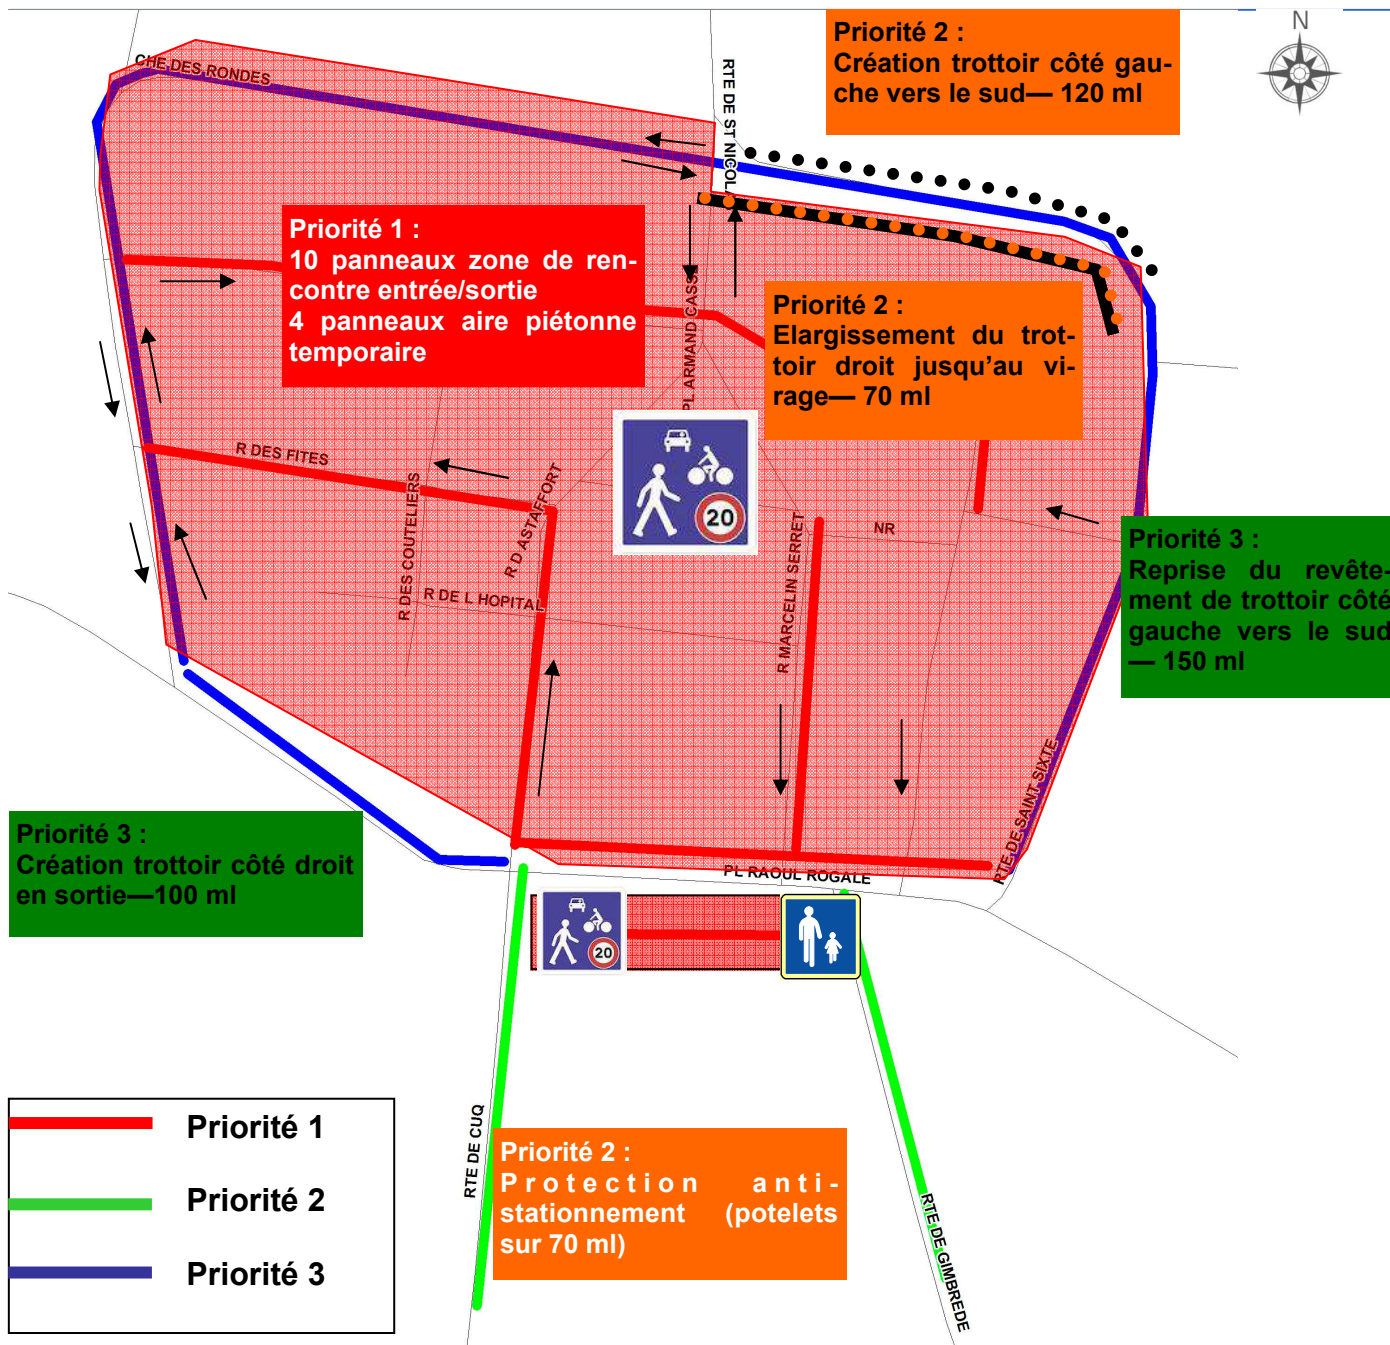 N
Priorité 2 :
Création trottoir côté gau-
che vers le sud— 120 ml
CHE DES RONDES
RTE DE ST NICOL
Priorité 1 :
10 panneaux zone de ren-
contre entrée/sortie
4 panneaux aire piétonne
temporaire
PL ARMAND CASS
Priorité 2 :
Elargissement du trot-
toir droit jusqu’au vi-
rage— 70 ml
R DES FITES
R DES COUTELIERS
R D ASTAFFORT
R DE L HOPITAL
20
R MARCELIN SERRET
NR
Priorité 3 :
Reprise du revête-
ment de trottoir côté
gauche vers le sud
— 150 ml
RTE DE SAINT SIXTE
Priorité 3 :
Création trottoir côté droit
en sortie—100 ml
PL RAOUL ROGALE
20
RTE DE CUQ
Priorité 2 :
Protection anti-
stationnement (potelets
sur 70 ml)
RTE DE GIMBREDE
Priorité 1
Priorité 2
Priorité 3